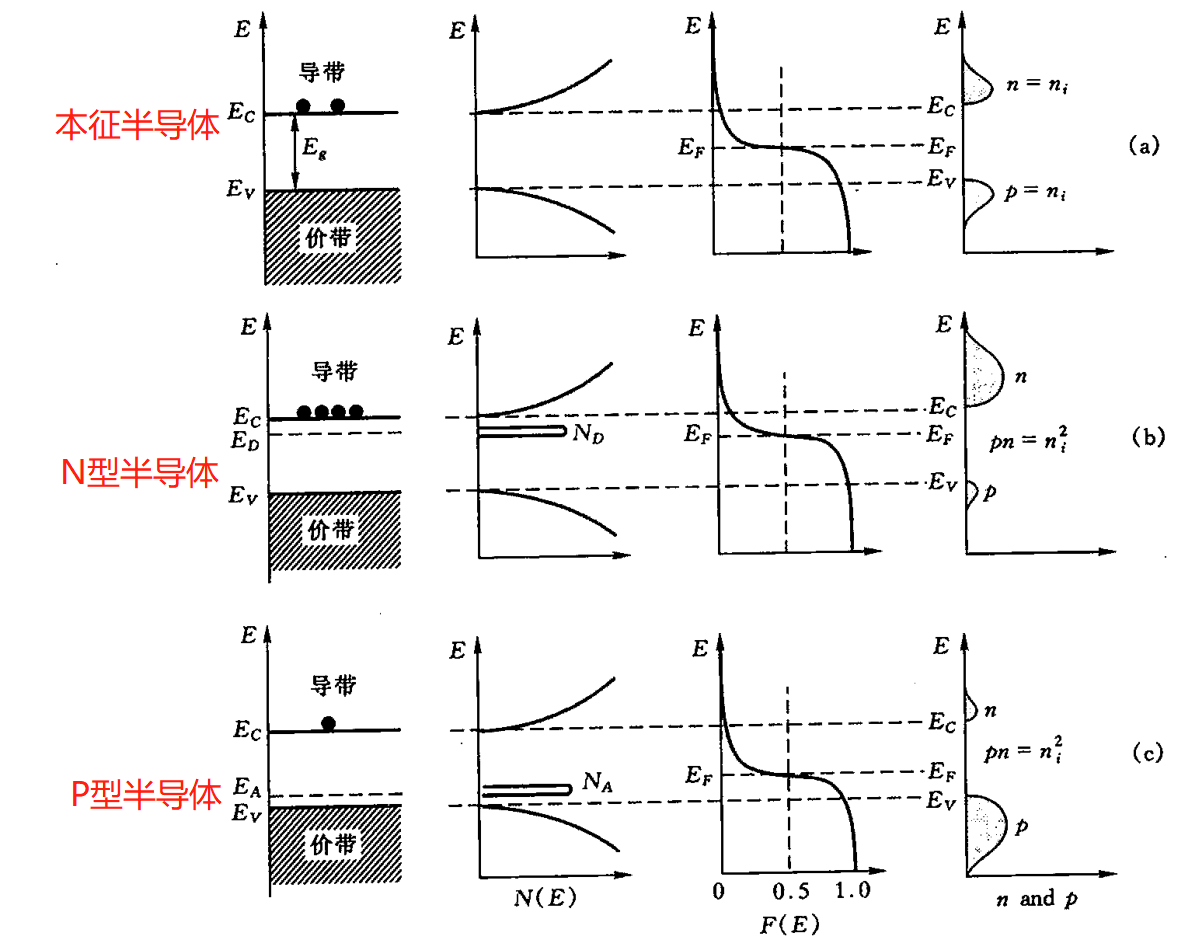 E
E
E
E
导带
n = n_i
E_C
E_C
本征半导体
E_g
E_F
E_F
(a)
E_V
E_V
p = n_i
价带
E
E
E
E
导带
n
E_C
E_C
E_D
N_D
E_F
E_F
pn = n_i^2
(b)
N型半导体
E_V
E_V
p
价带
E
E
E
E
导带
n
E_C
E_C
pn = n_i^2
(c)
P型半导体
E_A
N_A
E_F
E_F
E_V
E_V
p
价带
0
0.5
1.0
N(E)
F(E)
n and p